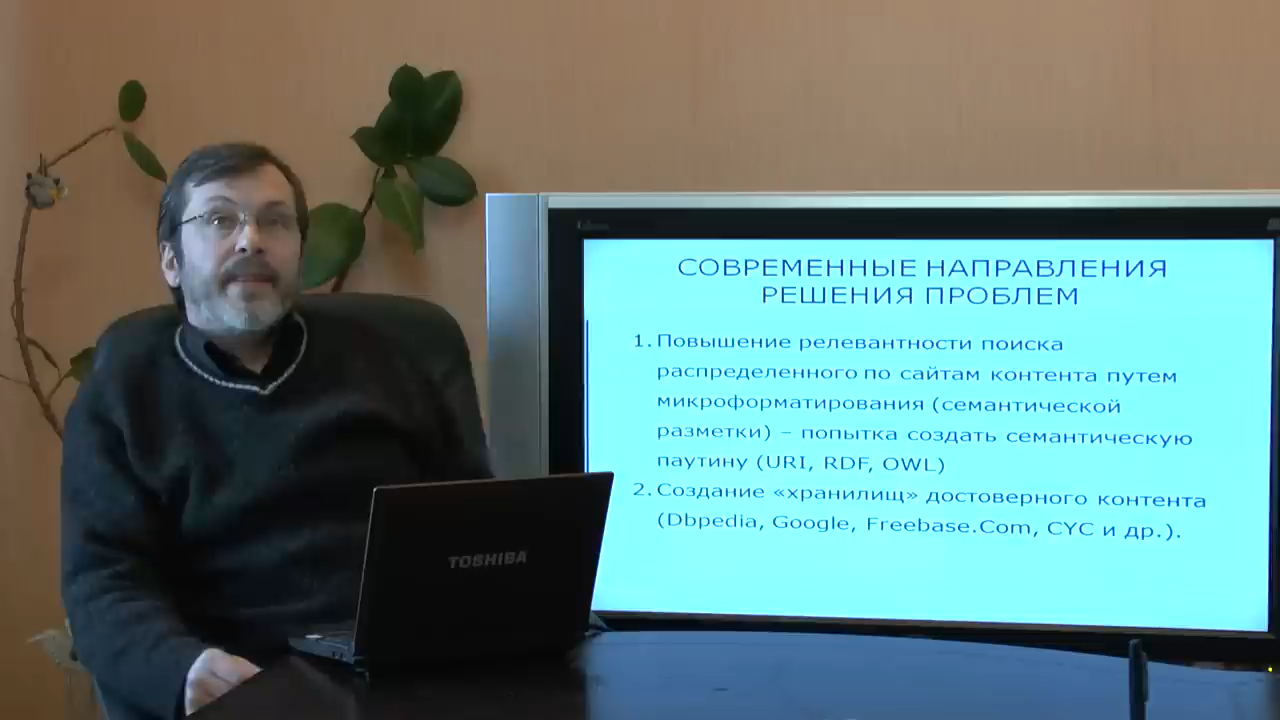 СОВРЕМЕННЫЕ НАПРАВЛЕНИЯ
РЕШЕНИЯ ПРОБЛЕМ
1. Повышение релевантности поиска
распределенного по сайтам контента путем
микроформатирования (семантической
разметки) – попытка создать семантическую
паутину (URI, RDF, OWL)
2. Создание «хранилищ» достоверного контента
(Dbpedia, Google, Freebase.Com, CYC и др.).
TOSHIBA